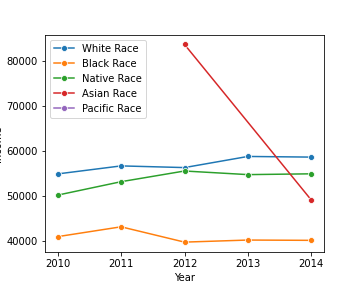 White Race
Black Race
Native Race
Asian Race
Pacific Race
80000
70000
60000
50000
40000
2010
2011
2012
2013
2014
Year